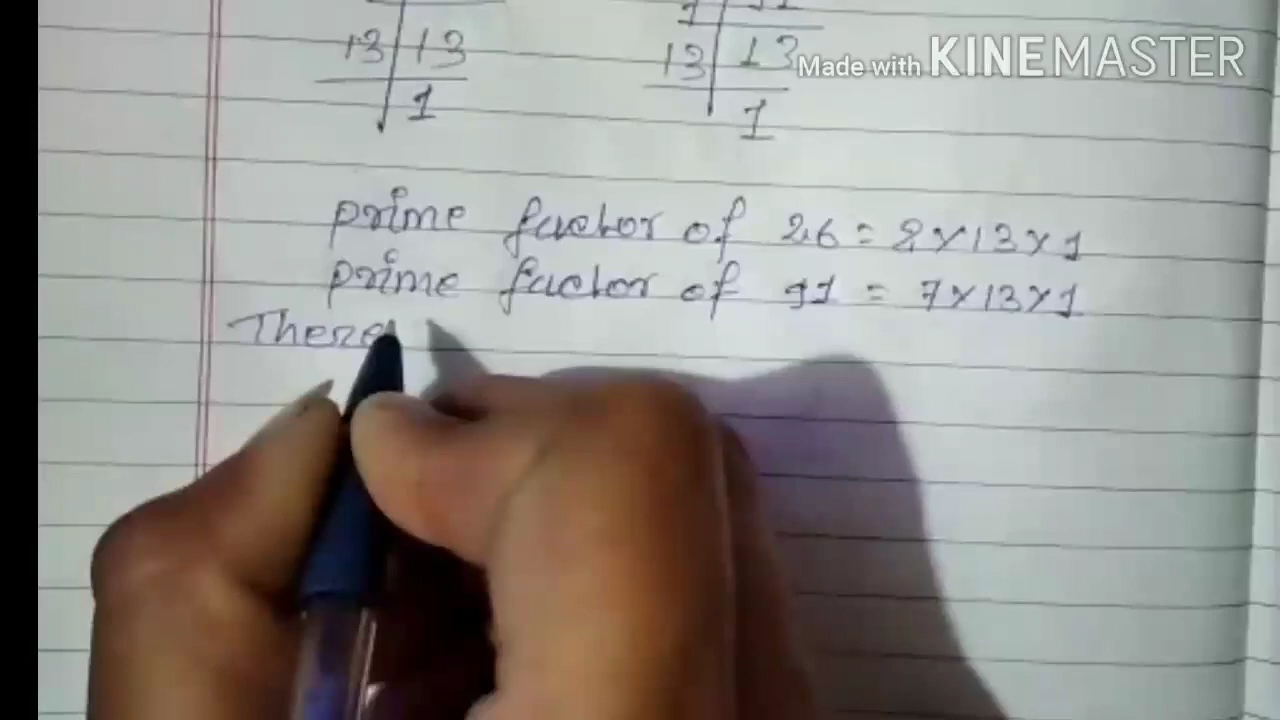 13 13 13 13
Made with KINEMASTER
1 1
prime factor of 26 = 2 × 13 × 1
prime factor of 91 = 7 × 13 × 1
There